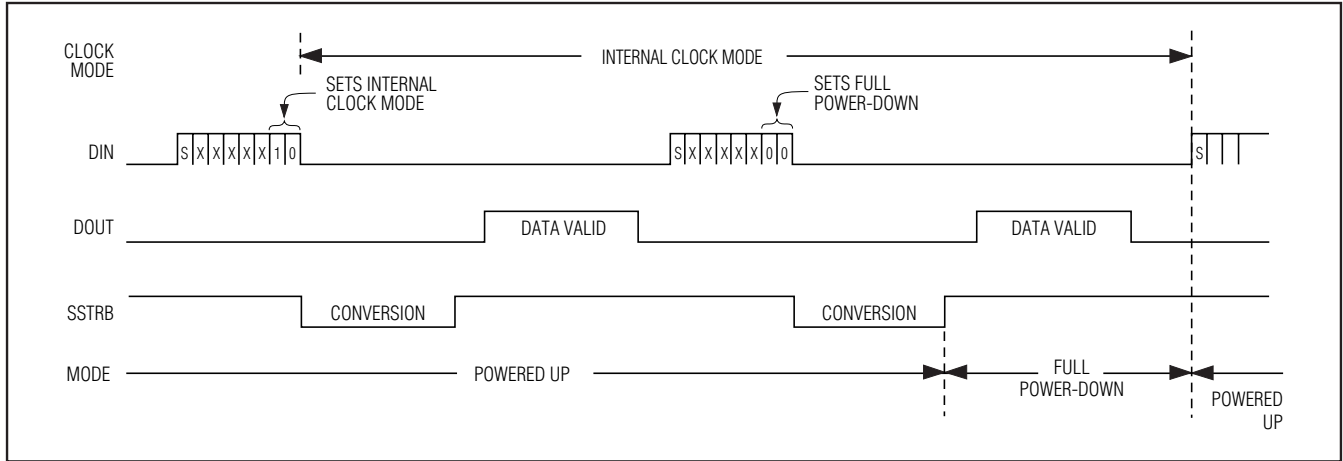 CLOCK
MODE
INTERNAL CLOCK MODE
SETS INTERNAL
CLOCK MODE
SETS FULL
POWER-DOWN
DIN
S X X X X X 1 0
S X X X X X 0 0
S
DOUT
DATA VALID
DATA VALID
SSTRB
CONVERSION
CONVERSION
MODE
POWERED UP
FULL
POWER-DOWN
POWERED
UP